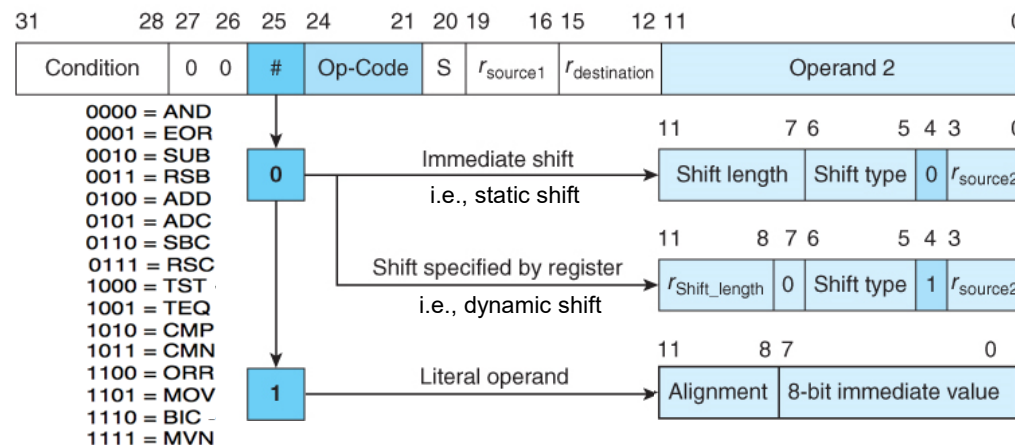 31 28 27 26 25 24 21 20 19 16 15 12 11 0
Condition 0 0 # Op-Code S rsource1 rdestination Operand 2
0000 = AND
0001 = EOR
0010 = SUB
0011 = RSB
0100 = ADD
0101 = ADC
0110 = SBC
0111 = RSC
1000 = TST
1001 = TEQ
1010 = CMP
1011 = CMN
1100 = ORR
1101 = MOV
1110 = BIC
1111 = MVN
0
1
Immediate shift
i.e., static shift
11 7 6 5 4 3 0
Shift length Shift type 0 rsource2
Shift specified by register
i.e., dynamic shift
11 8 7 6 5 4 3
rShift_length 0 Shift type 1 rsource2
Literal operand
11 8 7 0
Alignment 8-bit immediate value